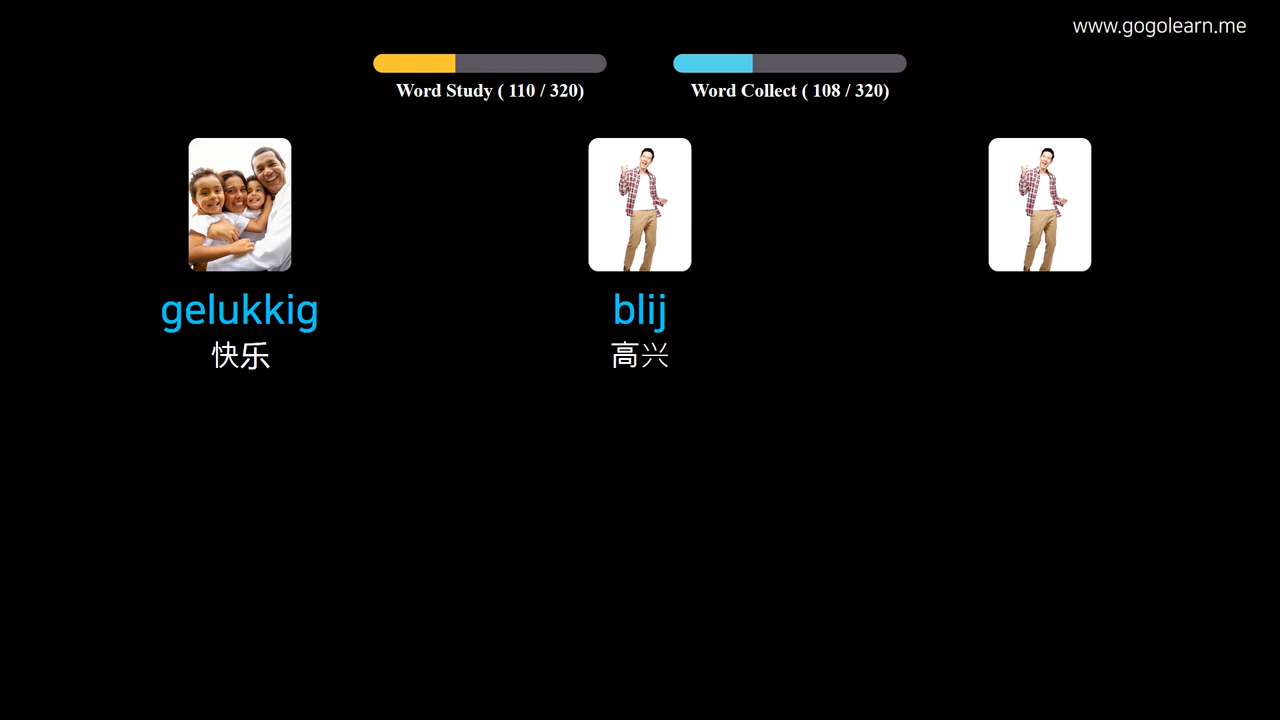 www.gogolearn.me
Word Study ( 110 / 320)
Word Collect ( 108 / 320)
gelukkig
快乐
blij
高兴